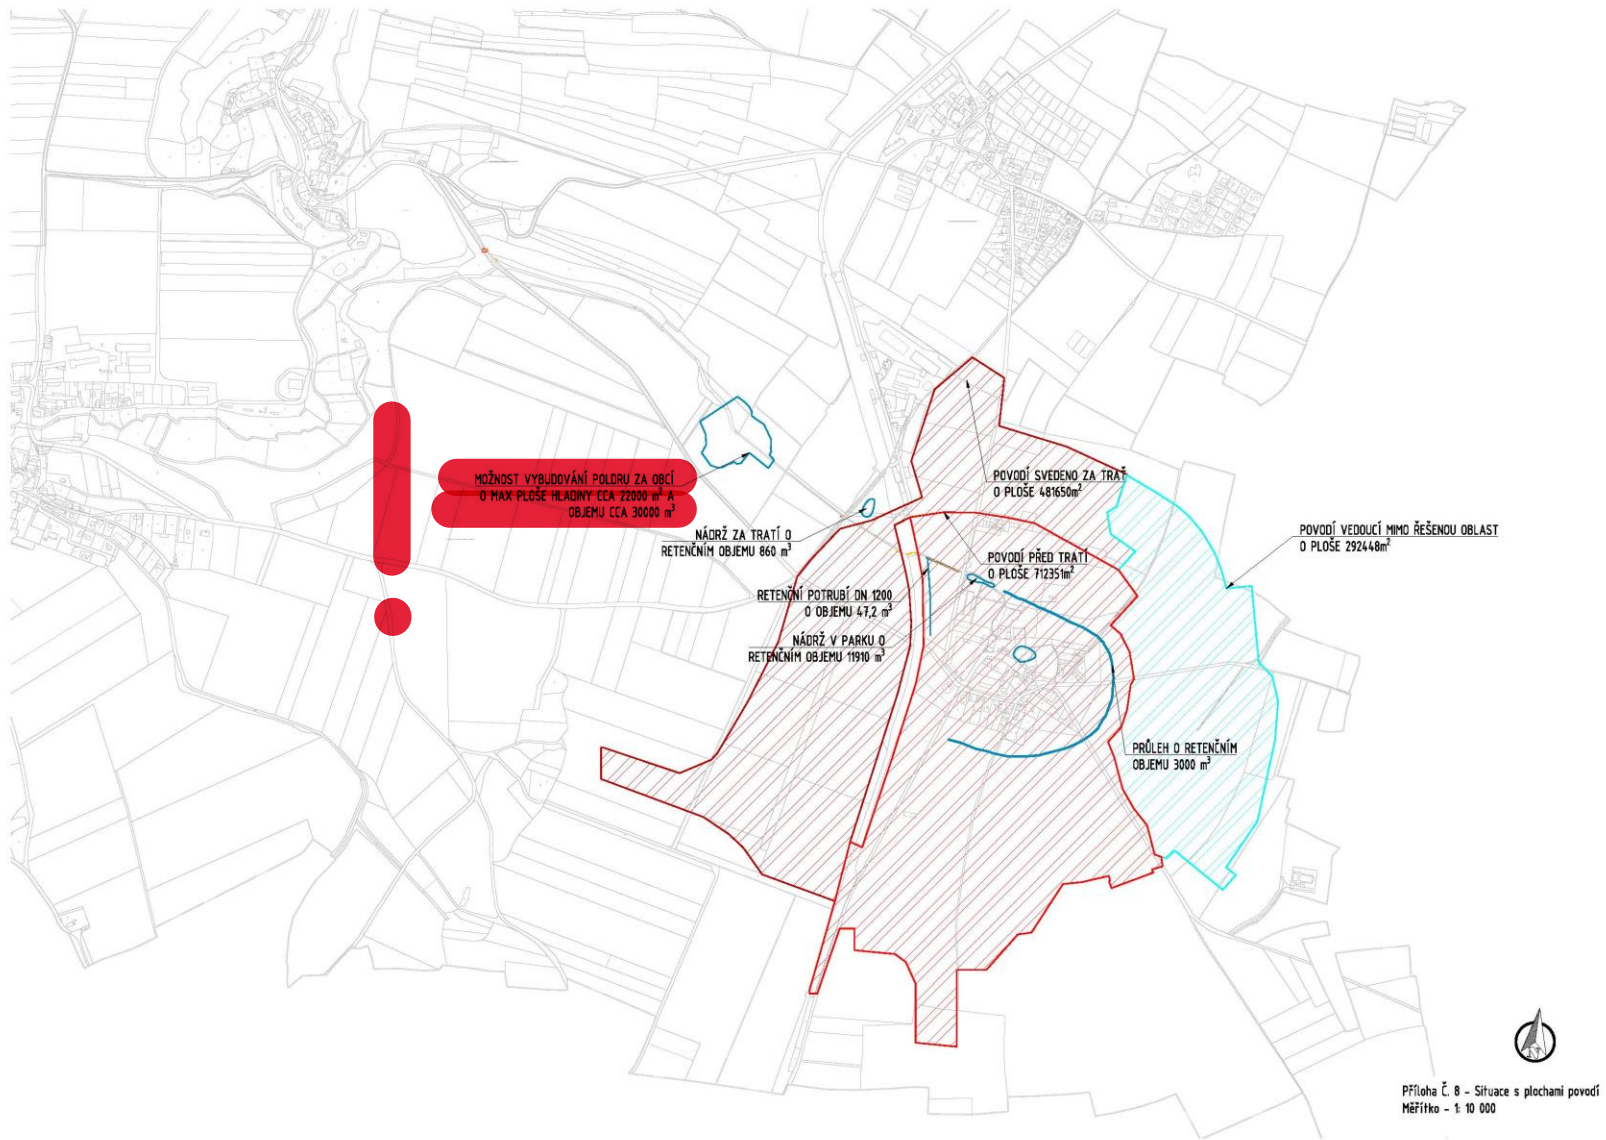 POVODÍ SVEDENO ZA TRAŤ
O PLOŠE 481650m²
MOŽNOST VYBUDOVÁNÍ POLDRU ZA OBCÍ
O MAX PLOŠE HLADINY CCA 22000 m² A
OBJEMU CCA 30000 m³
NÁDRŽ ZA TRATÍ O
RETENČNÍM OBJEMU 860 m³
POVODÍ VEDOUCÍ MIMO ŘEŠENOU OBLAST
O PLOŠE 292448m²
POVODÍ PŘED TRATÍ
O PLOŠE 712351m²
RETENČNÍ POTRUBÍ DN 1200
O OBJEMU 47,2 m³
NÁDRŽ V PARKU O
RETENČNÍM OBJEMU 11910 m³
PRŮLEH O RETENČNÍM
OBJEMU 3000 m³
Příloha Č. 8 - Situace s plochami povodí
Měřítko - 1: 10 000